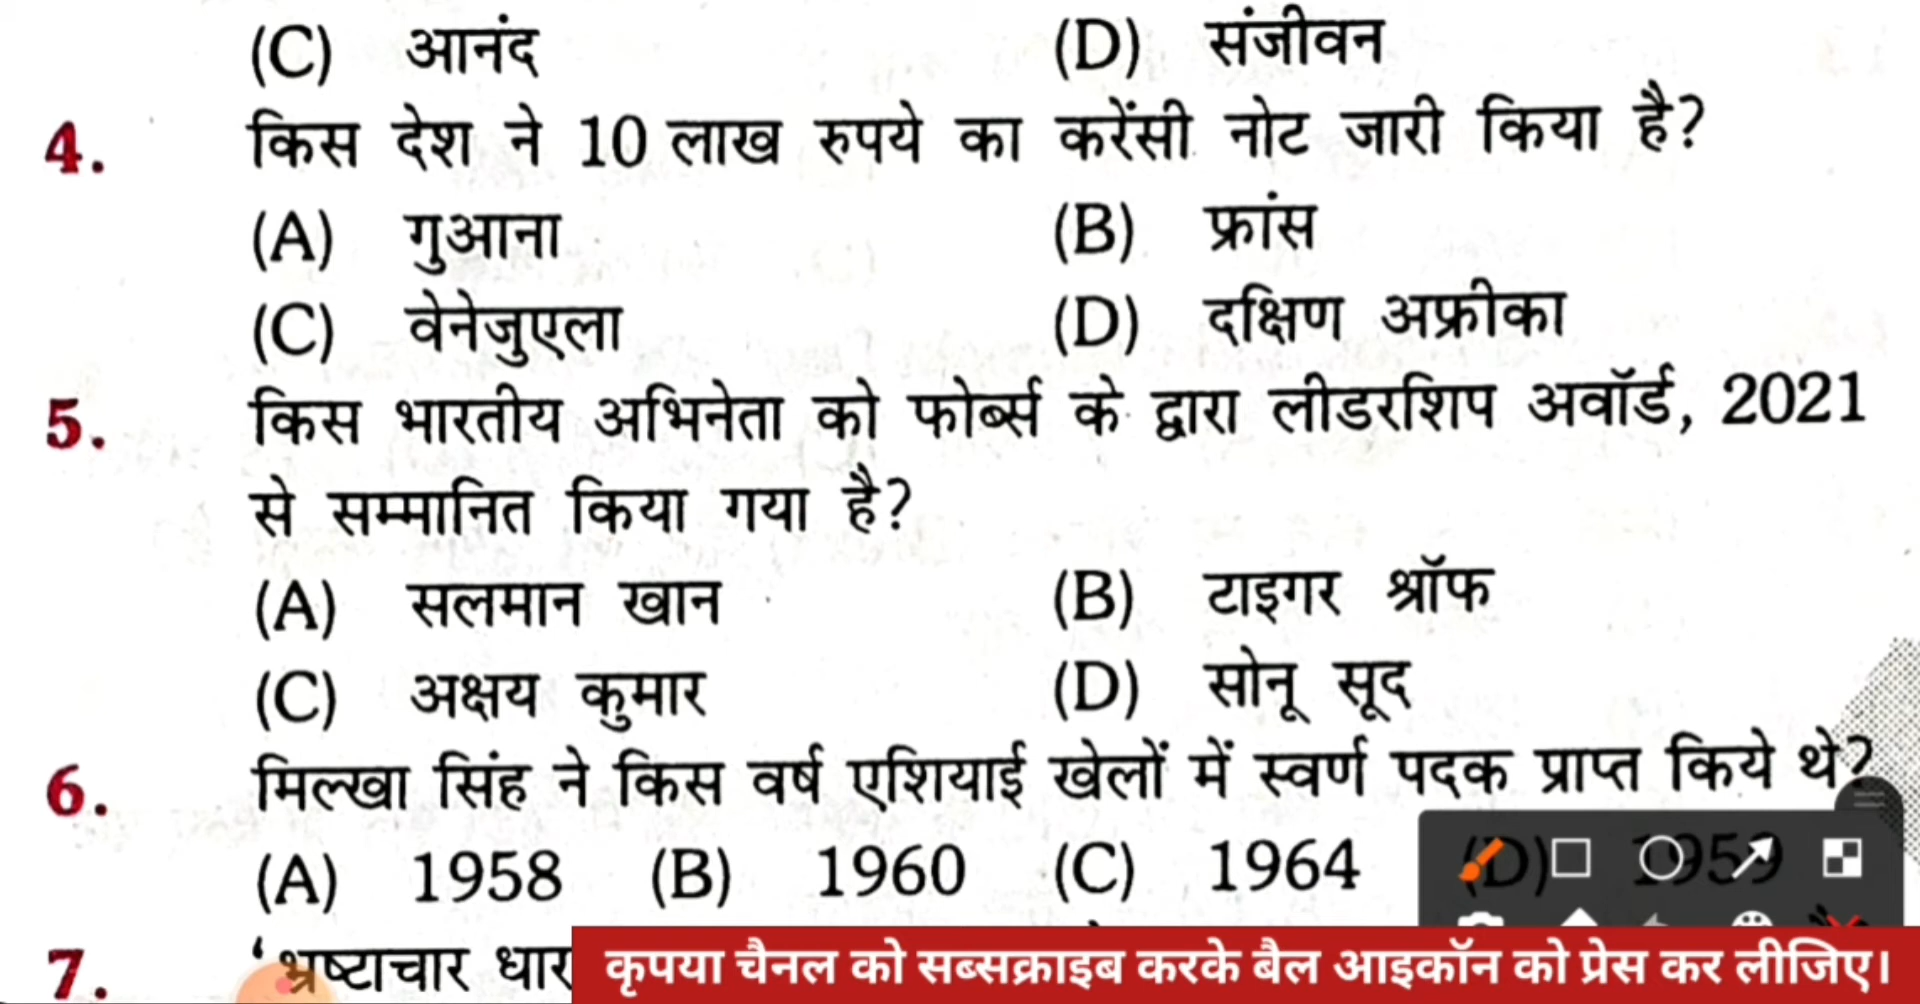 (C) आनंद (D) संजीवन
4. किस देश ने 10 लाख रुपये का करेंसी नोट जारी किया है?
(A) गुआना (B) फ्रांस
(C) वेनेजुएला (D) दक्षिण अफ्रीका
5. किस भारतीय अभिनेता को फोर्ब्स के द्वारा लीडरशिप अवॉर्ड, 2021
से सम्मानित किया गया है?
(A) सलमान खान (B) टाइगर श्रॉफ
(C) अक्षय कुमार (D) सोनू सूद
6. मिल्खा सिंह ने किस वर्ष एशियाई खेलों में स्वर्ण पदक प्राप्त किये थे?
(A) 1958 (B) 1960 (C) 1964 (D) 1959
7. ‘भ्रष्टाचार
कृपया चैनल को सब्सक्राइब करके बैल आइकॉन को प्रेस कर लीजिए।